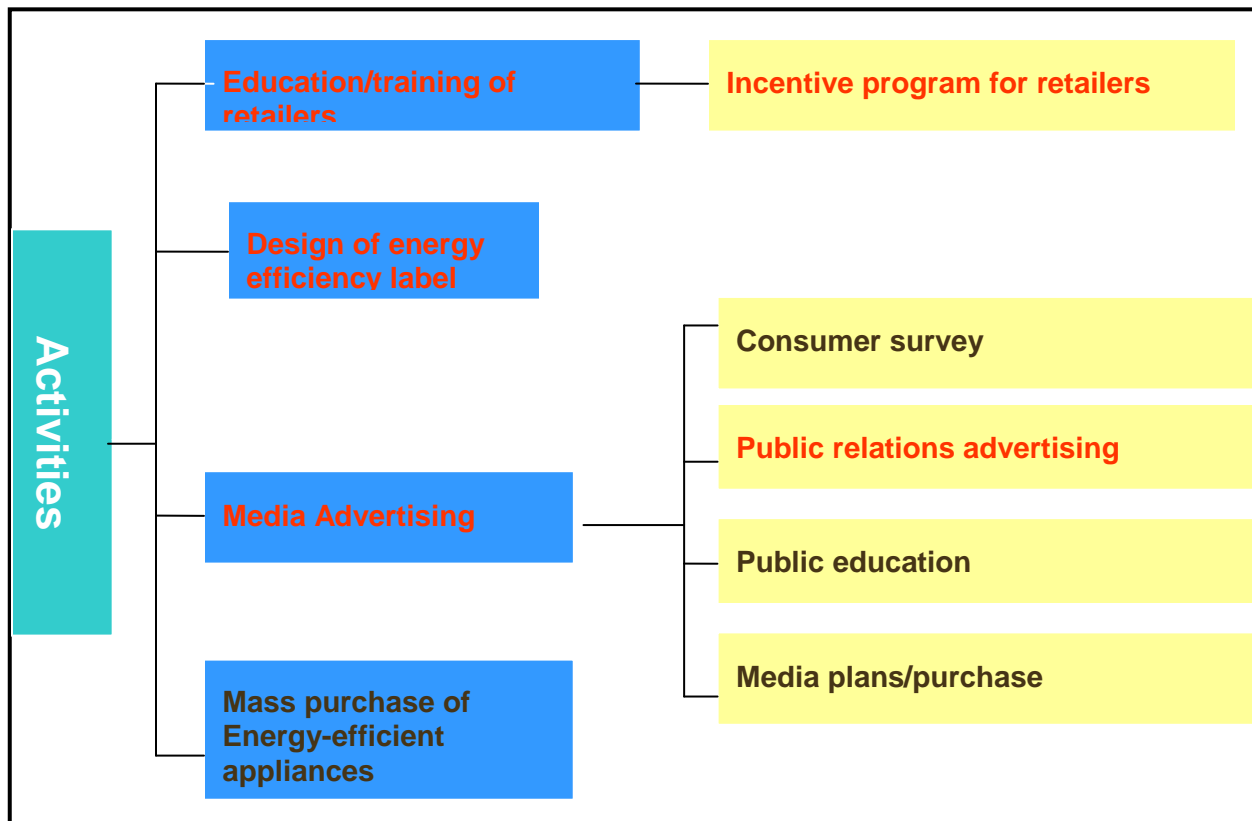 Activities
Education/training of
retailers
Incentive program for retailers
Design of energy
efficiency label
Media Advertising
Consumer survey
Public relations advertising
Public education
Media plans/purchase
Mass purchase of
Energy-efficient
appliances